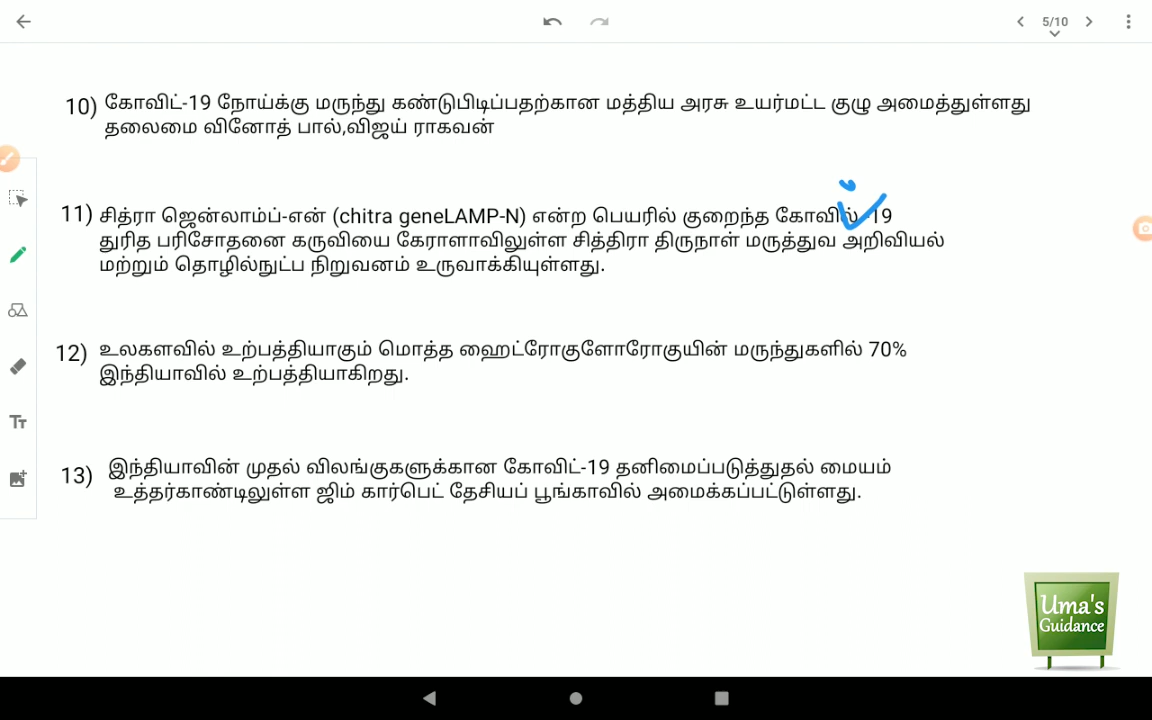 5/10
10) கோவிட்-19 நோய்க்கு மருந்து கண்டுபிடிப்பதற்கான மத்திய அரசு உயர்மட்ட குழு அமைத்துள்ளது
தலைமை வினோத் பால்,விஜய் ராகவன்
11) சித்ரா ஜென்லாம்ப்-என் (chitra geneLAMP-N) என்ற பெயரில் குறைந்த கோவில் -19
துரித பரிசோதனை கருவியை கேராளாவிலுள்ள சித்திரா திருநாள் மருத்துவ அறிவியல்
மற்றும் தொழில்நுட்ப நிறுவனம் உருவாக்கியுள்ளது.
12) உலகளவில் உற்பத்தியாகும் மொத்த ஹைட்ரோகுளோரோகுயின் மருந்துகளில் 70%
இந்தியாவில் உற்பத்தியாகிறது.
13) இந்தியாவின் முதல் விலங்குகளுக்கான கோவிட்-19 தனிமைப்படுத்துதல் மையம்
உத்தர்காண்டிலுள்ள ஜிம் கார்பெட் தேசியப் பூங்காவில் அமைக்கப்பட்டுள்ளது.
Tт
Uma's
Guidance